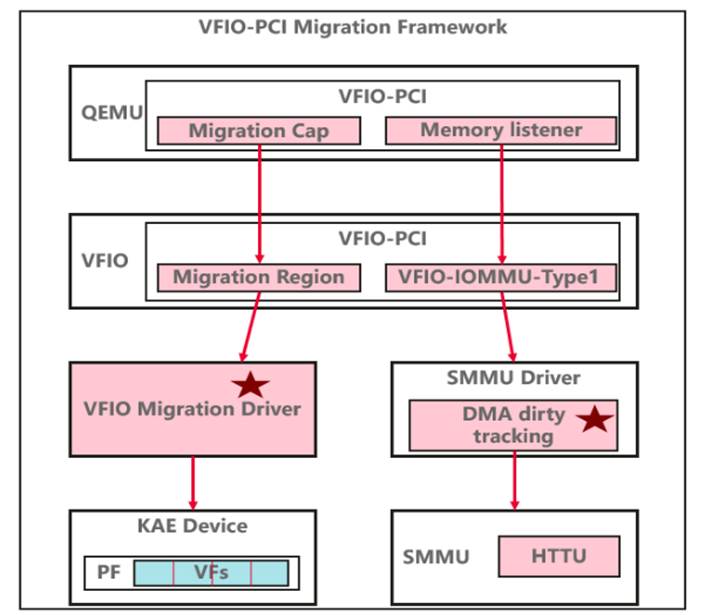 VFIO-PCI Migration Framework
QEMU
VFIO-PCI
Migration Cap
Memory listener
VFIO
VFIO-PCI
Migration Region
VFIO-IOMMU-Type1
VFIO Migration Driver
SMMU Driver
DMA dirty
tracking
KAE Device
PF
VFs
SMMU
HTTU